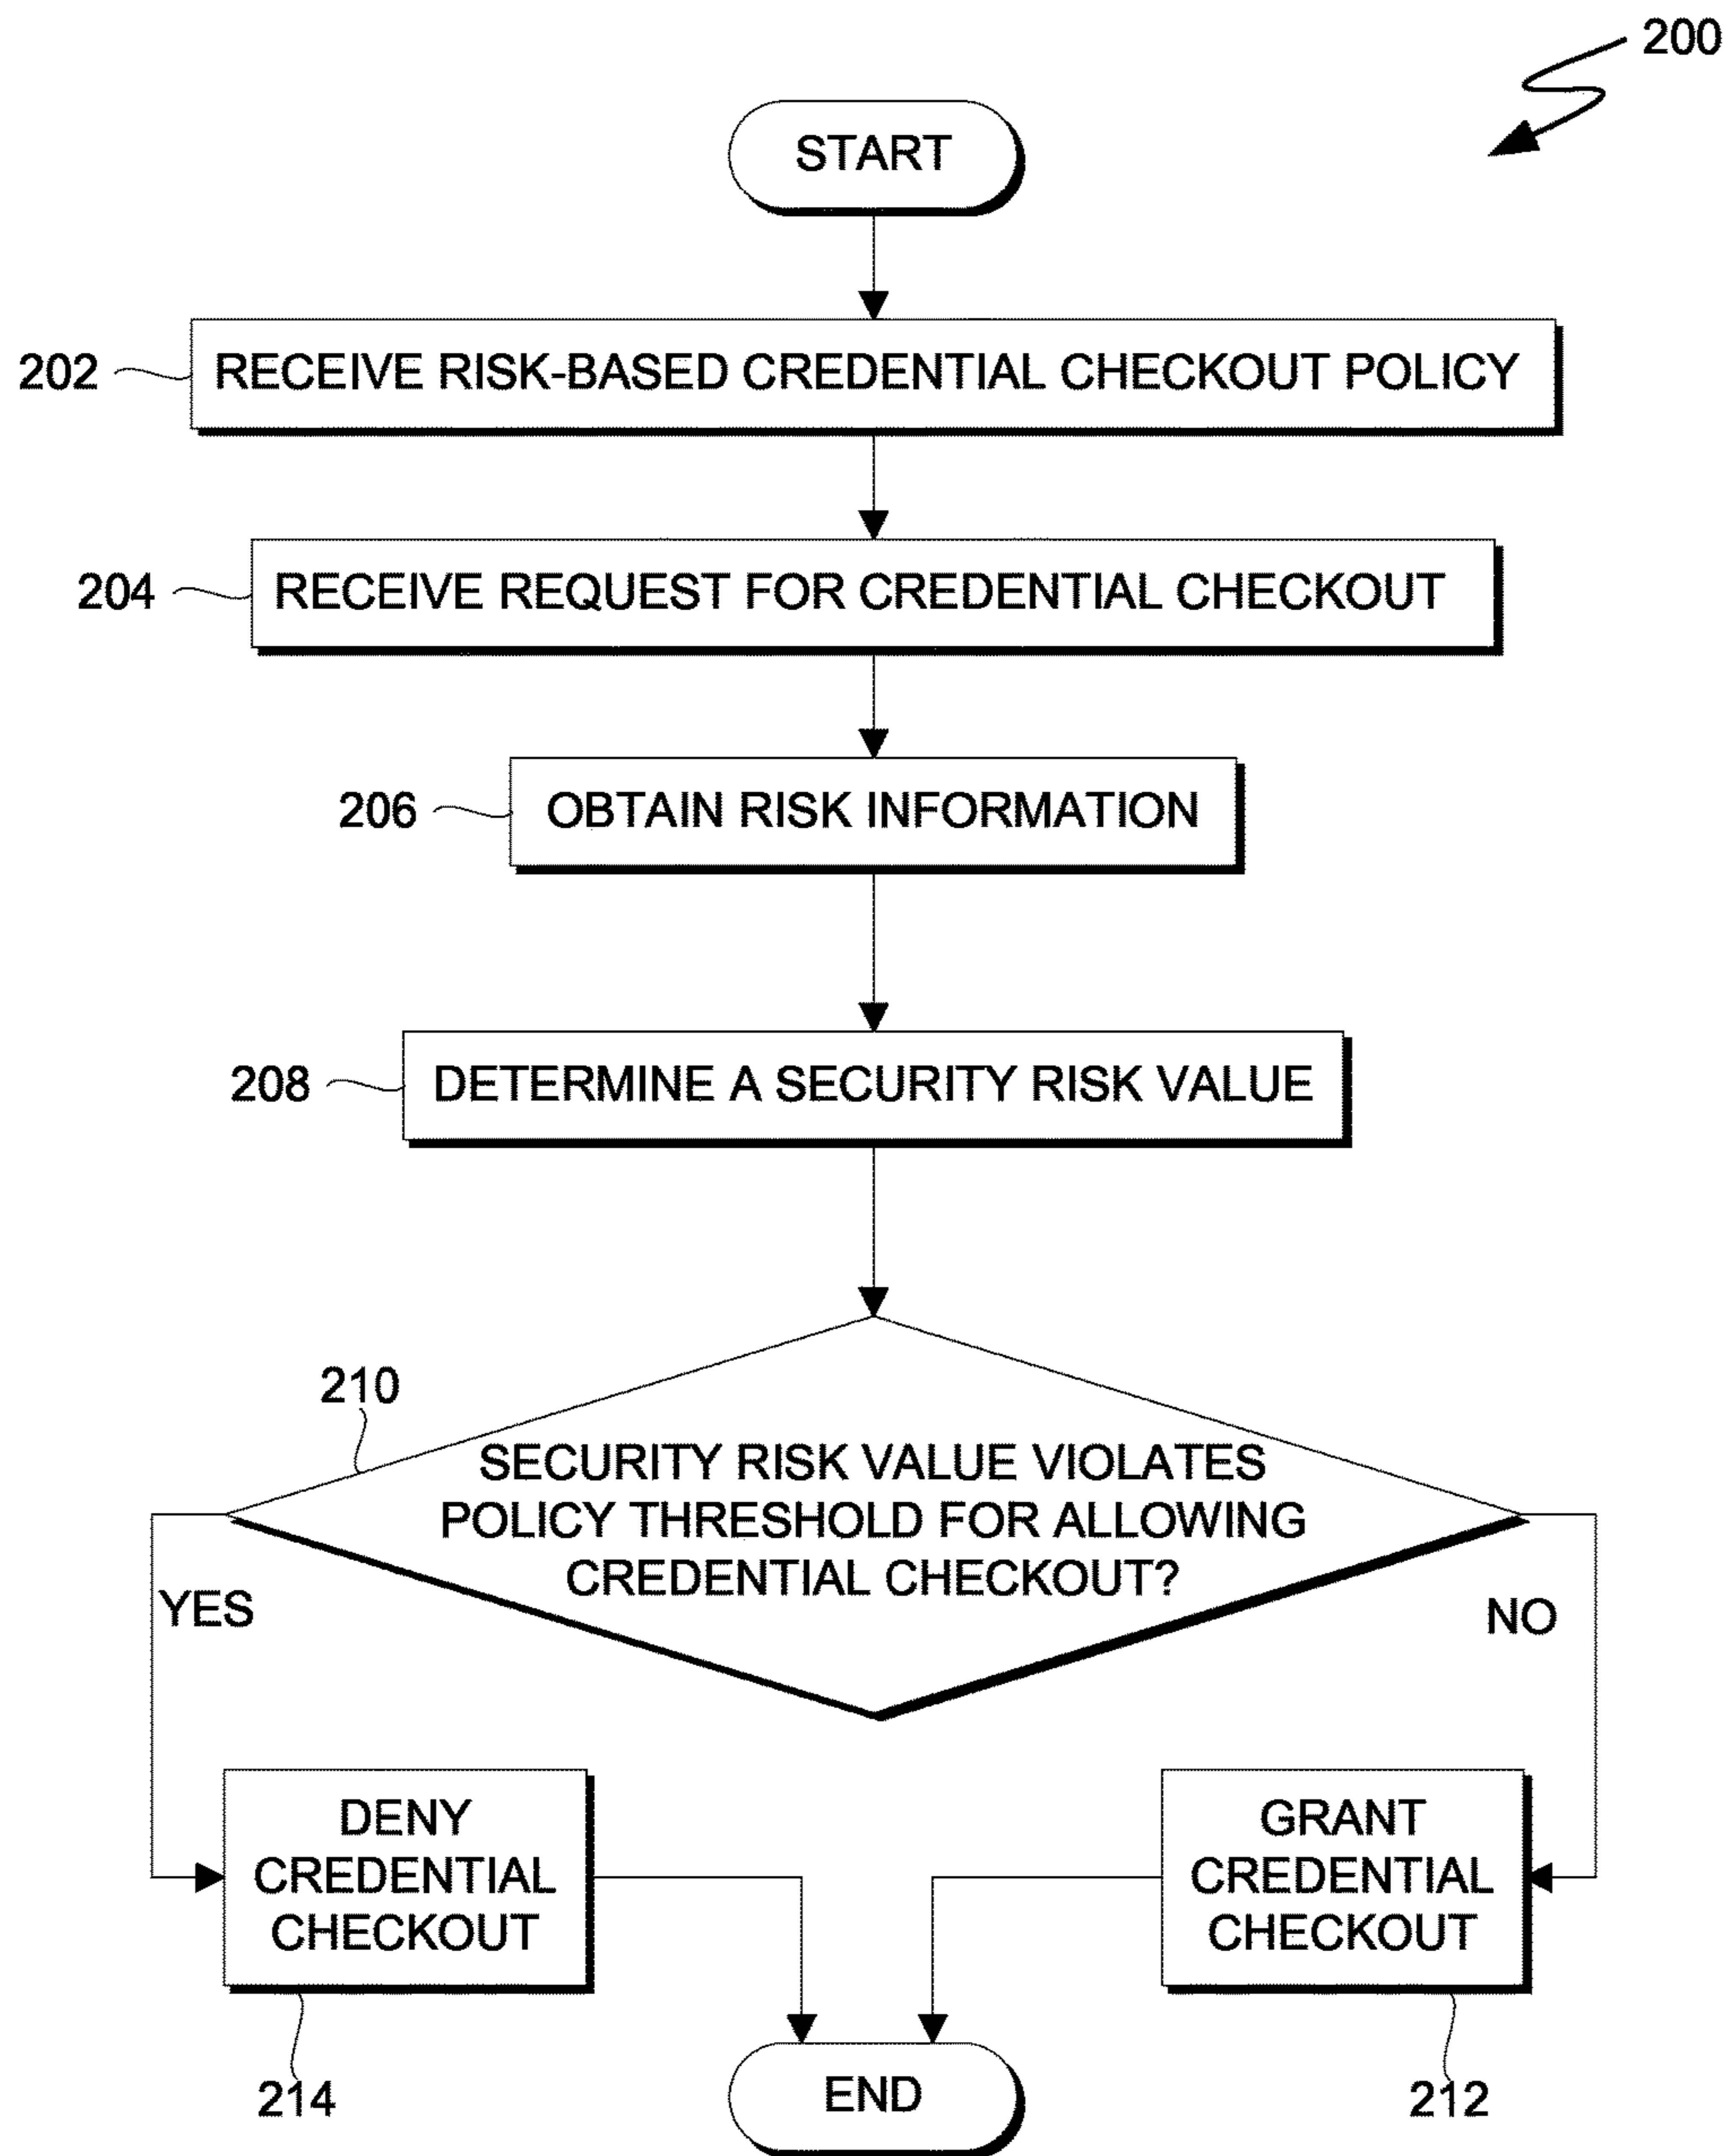 200
START
202
RECEIVE RISK-BASED CREDENTIAL CHECKOUT POLICY
204
RECEIVE REQUEST FOR CREDENTIAL CHECKOUT
206
OBTAIN RISK INFORMATION
208
DETERMINE A SECURITY RISK VALUE
210
SECURITY RISK VALUE VIOLATES
POLICY THRESHOLD FOR ALLOWING
CREDENTIAL CHECKOUT?
YES
NO
DENY
CREDENTIAL
CHECKOUT
GRANT
CREDENTIAL
CHECKOUT
214
END
212